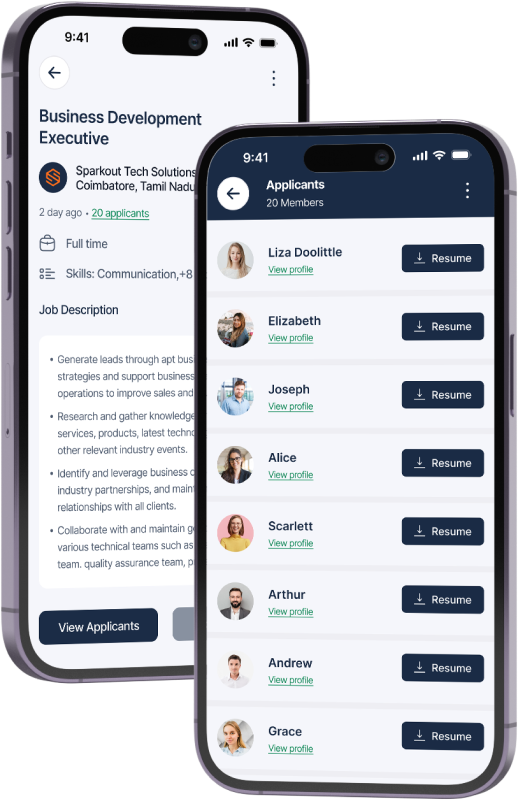 9:41
Business Development
Executive
Sparkout Tech Solutions
Coimbatore, Tamil Nadu
2 day ago • 20 applicants
Full time
Skills: Communication,+8
Job Description
• Generate leads through apt
strategies and support business
operations to improve sales and
• Research and gather knowledge
services, products, latest
other relevant industry events.
• Identify and leverage business
industry partnerships, and
relationships with all clients.
• Collaborate with and maintain
various technical teams such as
team. quality assurance team,
View Applicants
9:41
Applicants
20 Members
Liza Doolittle
View profile
Resume
Elizabeth
View profile
Resume
Joseph
View profile
Resume
Alice
View profile
Resume
Scarlett
View profile
Resume
Arthur
View profile
Resume
Andrew
View profile
Resume
Grace
View profile
Resume